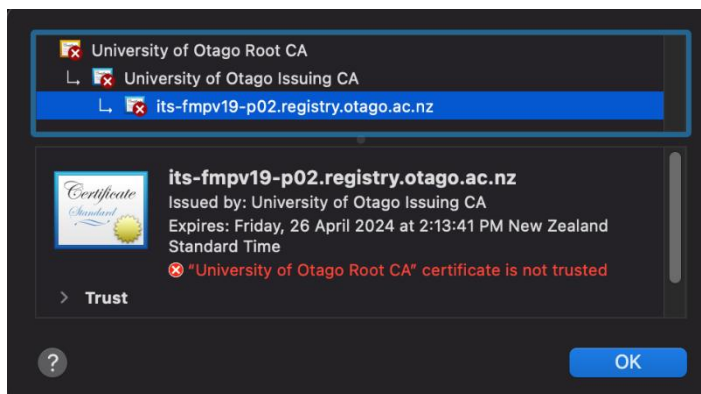 University of Otago Root CA
University of Otago Issuing CA
its-fmpv19-p02.registry.otago.ac.nz
Certificate
Standard
its-fmpv19-p02.registry.otago.ac.nz
Issued by: University of Otago Issuing CA
Expires: Friday, 26 April 2024 at 2:13:41 PM New Zealand
Standard Time
"University of Otago Root CA" certificate is not trusted
Trust
?
OK